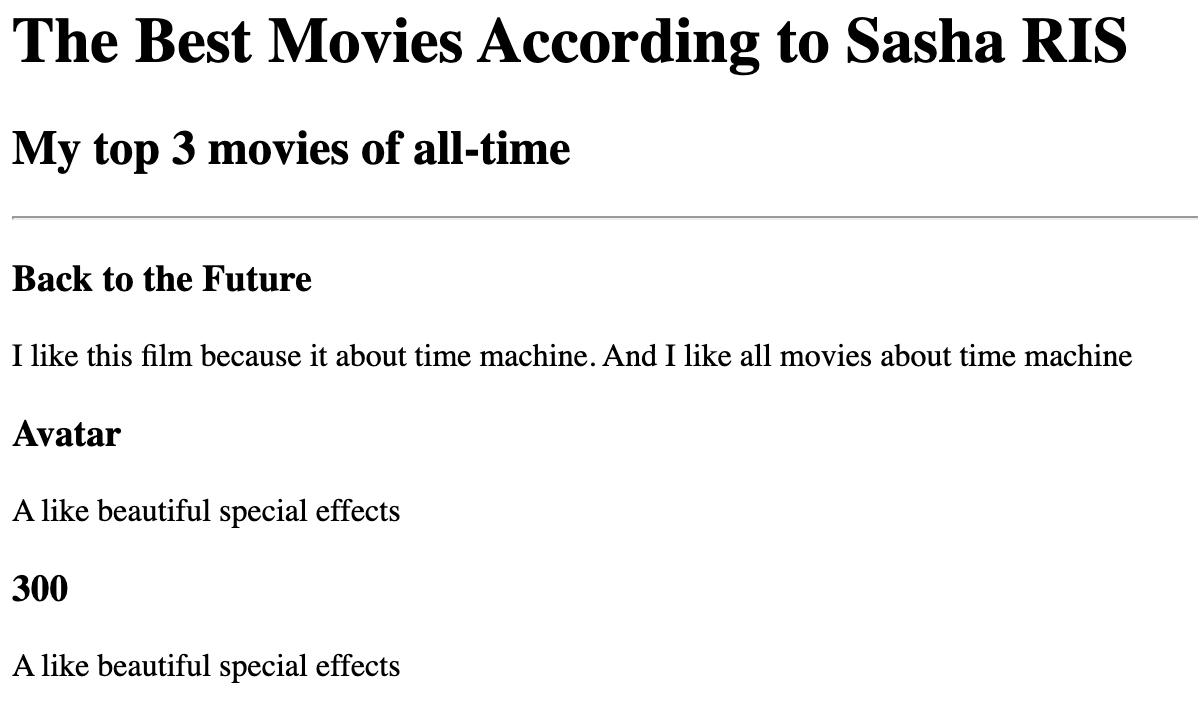 The Best Movies According to Sasha RIS
My top 3 movies of all-time
Back to the Future
I like this film because it about time machine. And I like all movies about time machine
Avatar
A like beautiful special effects
300
A like beautiful special effects